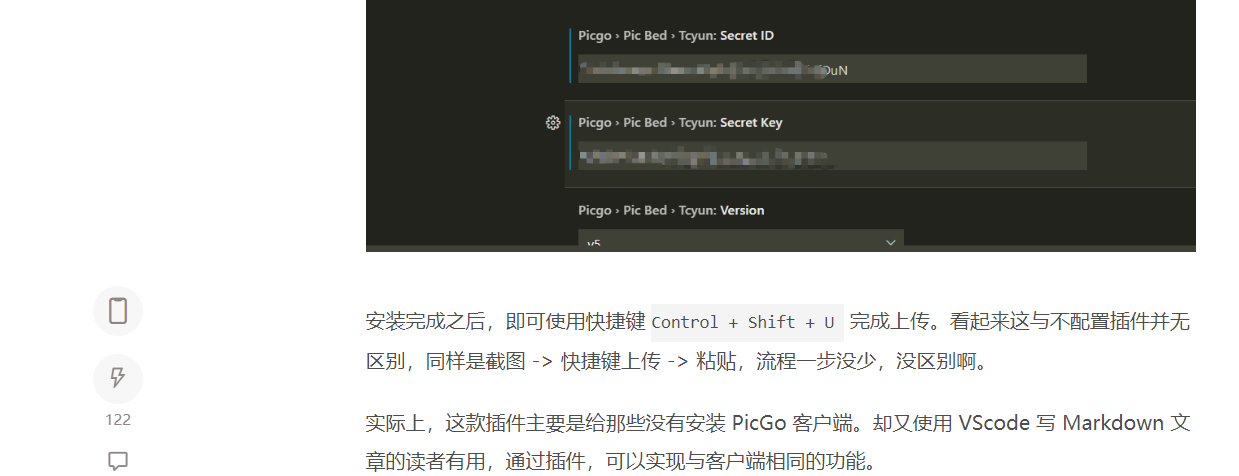 Picgo › Pic Bed › Tcyun: Secret ID
DuN
Picgo › Pic Bed › Tcyun: Secret Key
Picgo › Pic Bed › Tcyun: Version
v5
安装完成之后，即可使用快捷键 Control + Shift + U 完成上传。看起来这与不配置插件并无
区别，同样是截图 -> 快捷键上传 -> 粘贴，流程一步没少，没区别啊。
122
实际上，这款插件主要是给那些没有安装 PicGo 客户端。却又使用 VScode 写 Markdown 文
章的读者有用，通过插件，可以实现与客户端相同的功能。